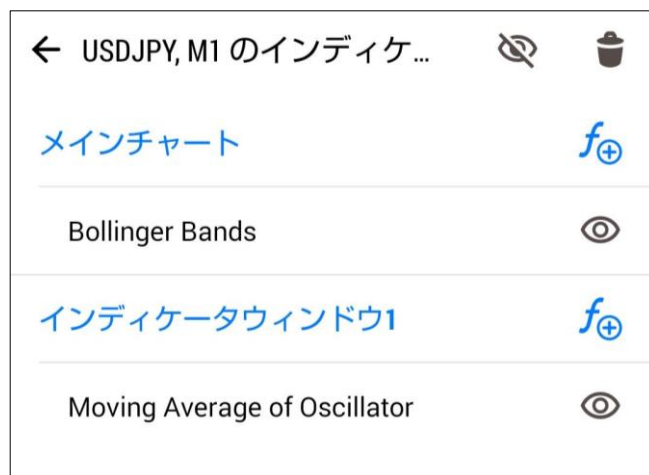 USDJPY, M1 のインディケ...
メインチャート
Bollinger Bands
インディケータウィンドウ1
Moving Average of Oscillator